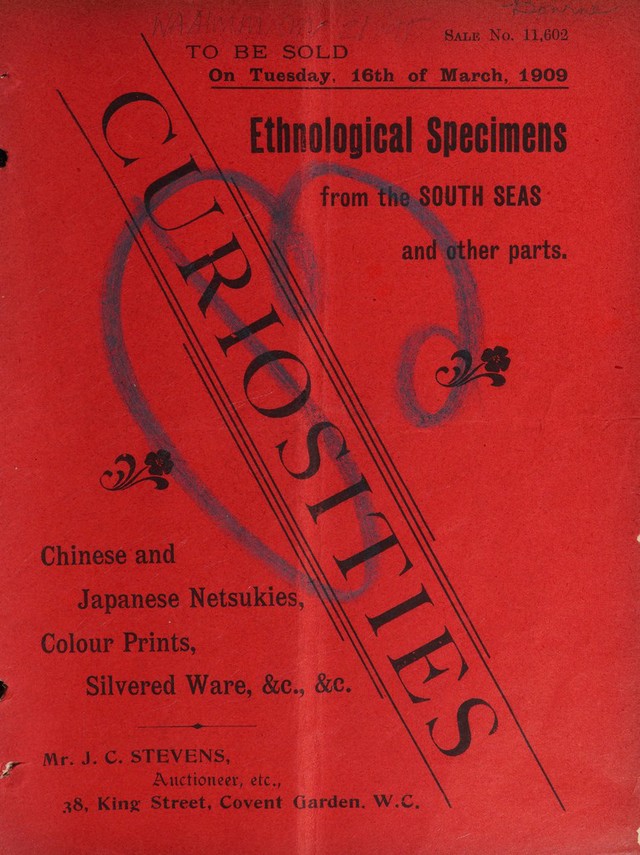 SALE No. 11,602
TO BE SOLD
On Tuesday, 16th of March, 1909
Ethnological Specimens
from the SOUTH SEAS
and other parts.
CURIOSITIES
Chinese and
Japanese Netsukies,
Colour Prints,
Silvered Ware, &c., &c.
Mr. J. C. STEVENS,
Auctioneer, etc.,
38, King Street, Covent Garden. W.C.